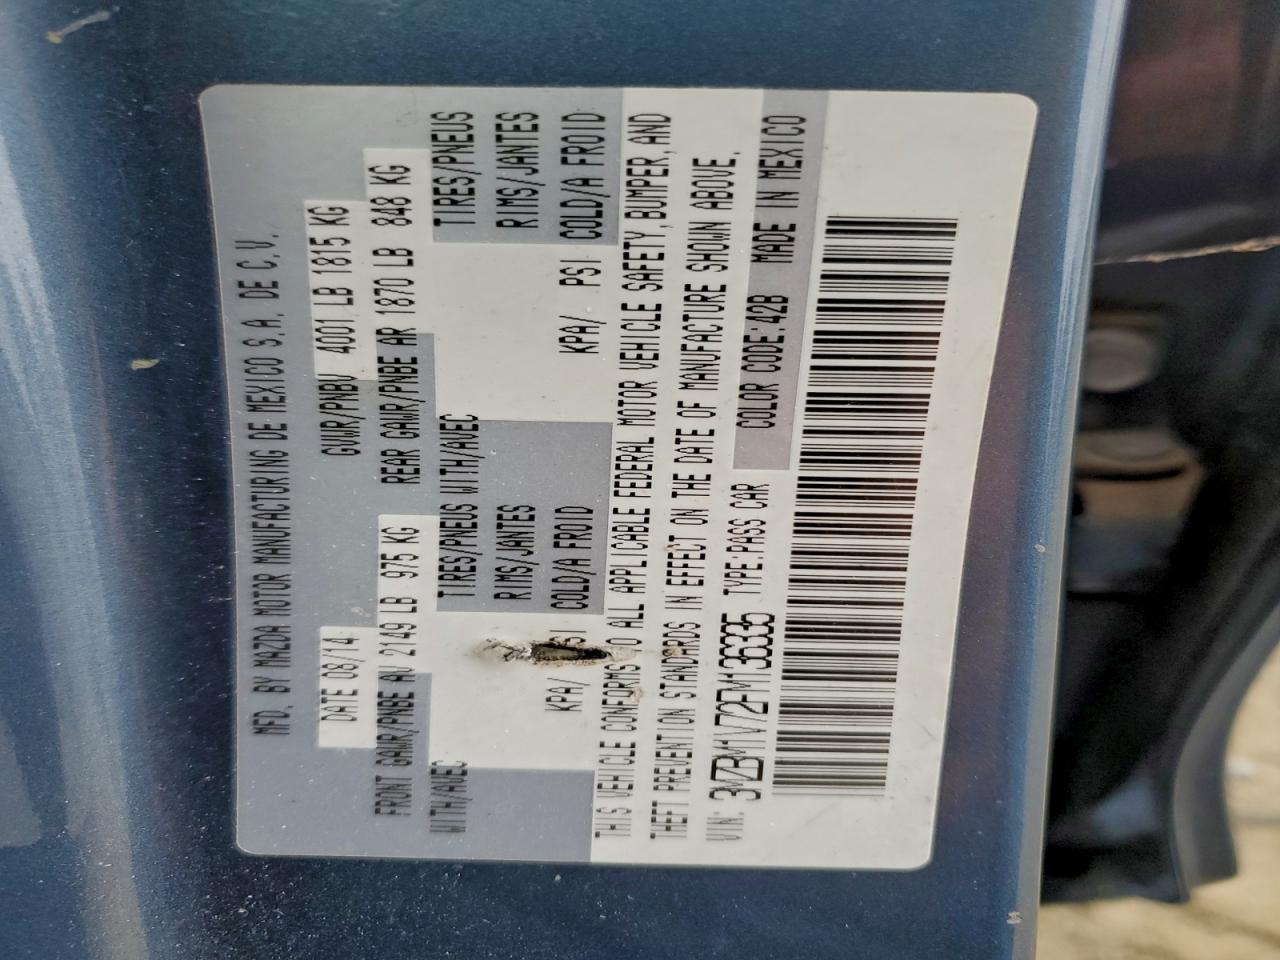 MFD. BY MAZDA MOTOR MANUFACTURING DE MEXICO S.A. DE C.V.
DATE 08/14 GVWR/PNBV 4001 LB 1815 KG
FRONT GAWR/PNBE AV 2149 LB 975 KG REAR GAWR/PNBE AR 1870 LB 848 KG
WITH/AVEC TIRES/PNEUS WITH/AVEC TIRES/PNEUS
RIMS/JANTES RIMS/JANTES
KPA/ COLD/A FROID KPA/ PSI COLD/A FROID
THIS VEHICLE CONFORMS TO ALL APPLICABLE FEDERAL MOTOR VEHICLE SAFETY, BUMPER, AND
THEFT PREVENTION STANDARDS IN EFFECT ON THE DATE OF MANUFACTURE SHOWN ABOVE.
VIN: TYPE:PASS CAR COLOR CODE:42B MADE IN MEXICO